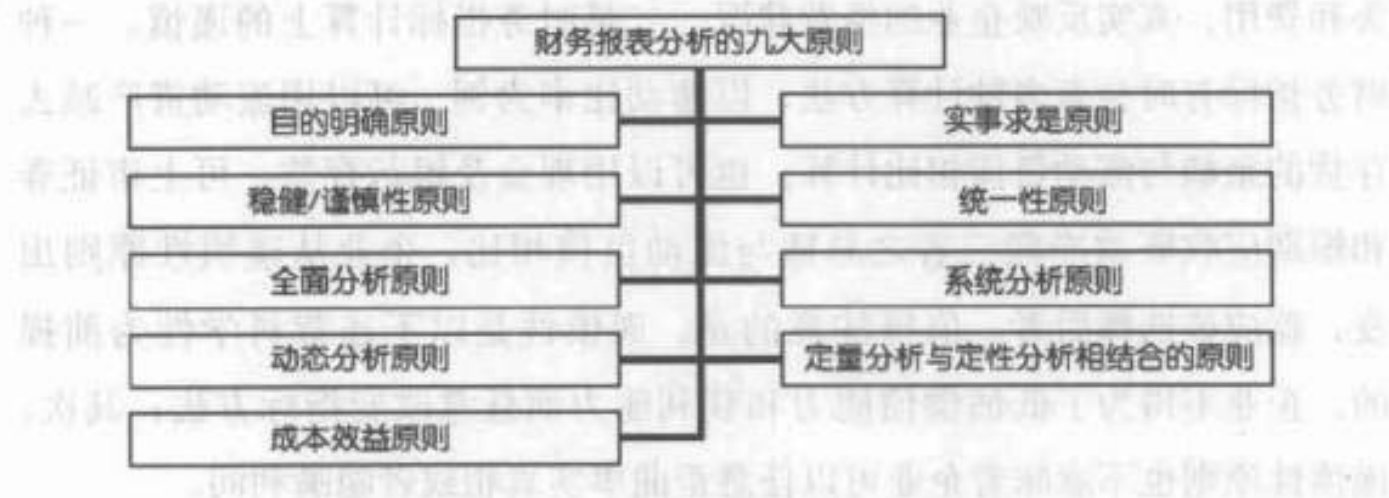 财务报表分析的九大原则
目的明确原则
实事求是原则
稳健/谨慎性原则
统一性原则
全面分析原则
系统分析原则
动态分析原则
定量分析与定性分析相结合的原则
成本效益原则